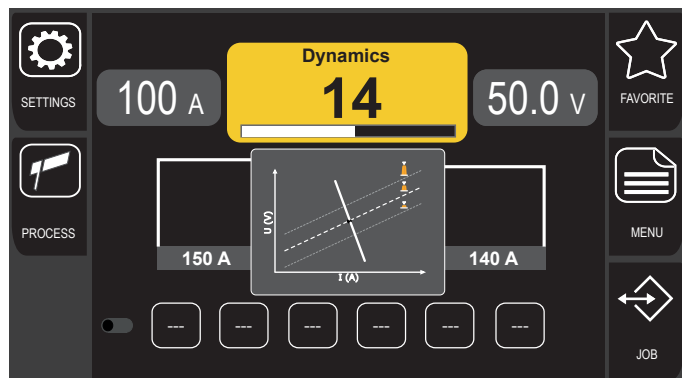 SETTINGS
PROCESS
Dynamics
14
100 A
50.0 V
U (V)
I (A)
150 A
140 A
--- --- --- --- --- ---
FAVORITE
MENU
JOB